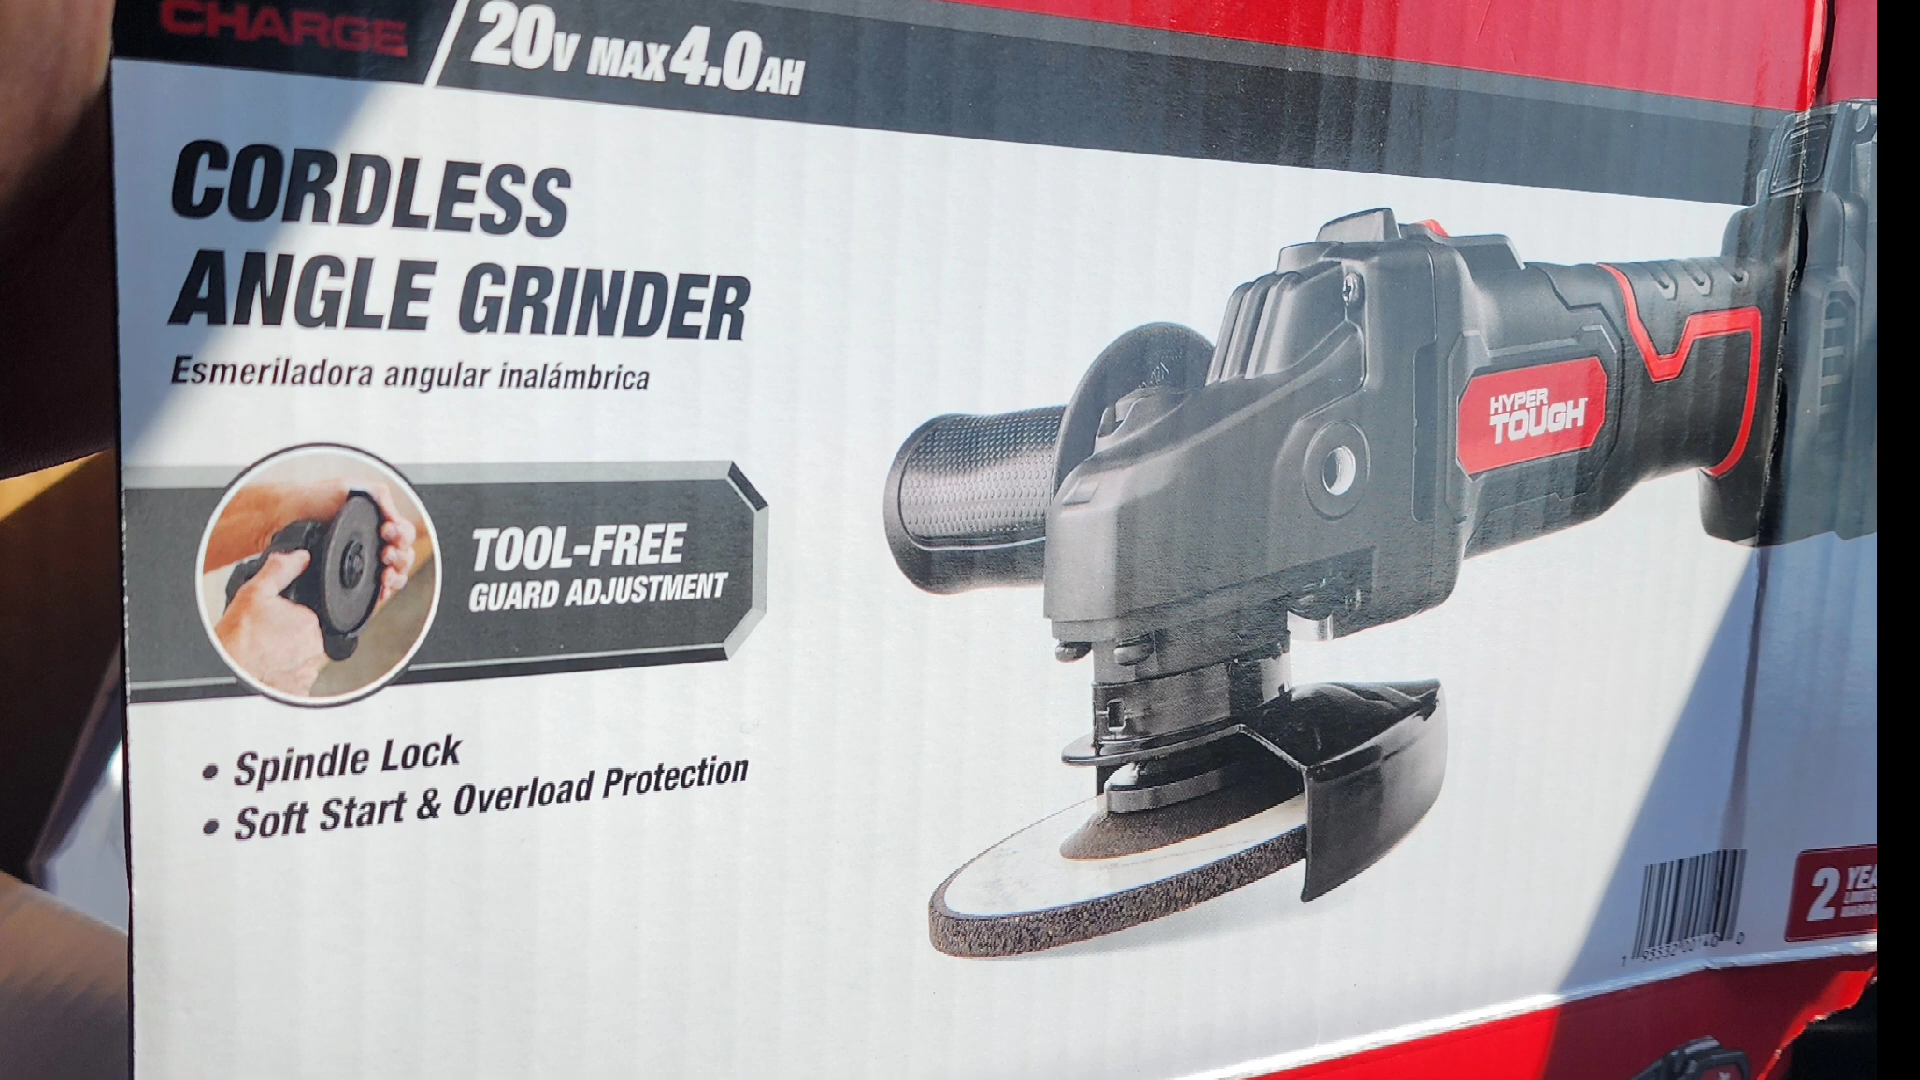 CHARGE
20V MAX 4.0AH
CORDLESS
ANGLE GRINDER
Esmeriladora angular inalámbrica
HYPER
TOUGH
TOOL-FREE
GUARD ADJUSTMENT
• Spindle Lock
• Soft Start & Overload Protection
2